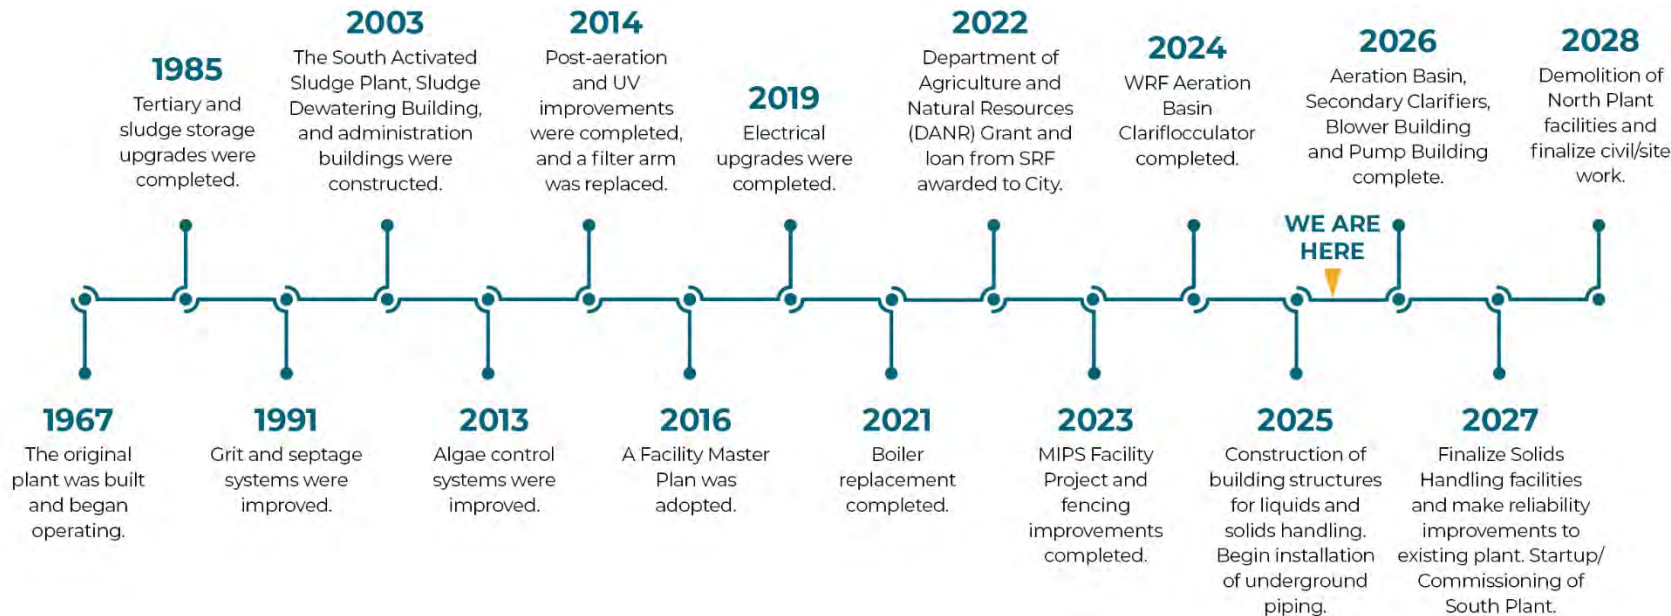 1967
The original
plant was built
and began
operating.
1985
Tertiary and
sludge storage
upgrades were
completed.
1991
Grit and septage
systems were
improved.
2003
The South Activated
Sludge Plant, Sludge
Dewatering Building,
and administration
buildings were
constructed.
2013
Algae control
systems were
improved.
2014
Post-aeration
and UV
improvements
were completed,
and a filter arm
was replaced.
2016
A Facility Master
Plan was
adopted.
2019
Electrical
upgrades were
completed.
2021
Boiler
replacement
completed.
2022
Department of
Agriculture and
Natural Resources
(DANR) Grant and
loan from SRF
awarded to City.
2023
MIPS Facility
Project and
fencing
improvements
completed.
2024
WRF Aeration
Basin
Clariflocculator
completed.
2025
Construction of
building structures
for liquids and
solids handling.
Begin installation
of underground
piping.
WE ARE
HERE
2026
Aeration Basin,
Secondary Clarifiers,
Blower Building
and Pump Building
complete.
2027
Finalize Solids
Handling facilities
and make reliability
improvements to
existing plant. Startup/
Commissioning of
South Plant.
2028
Demolition of
North Plant
facilities and
finalize civil/site
work.